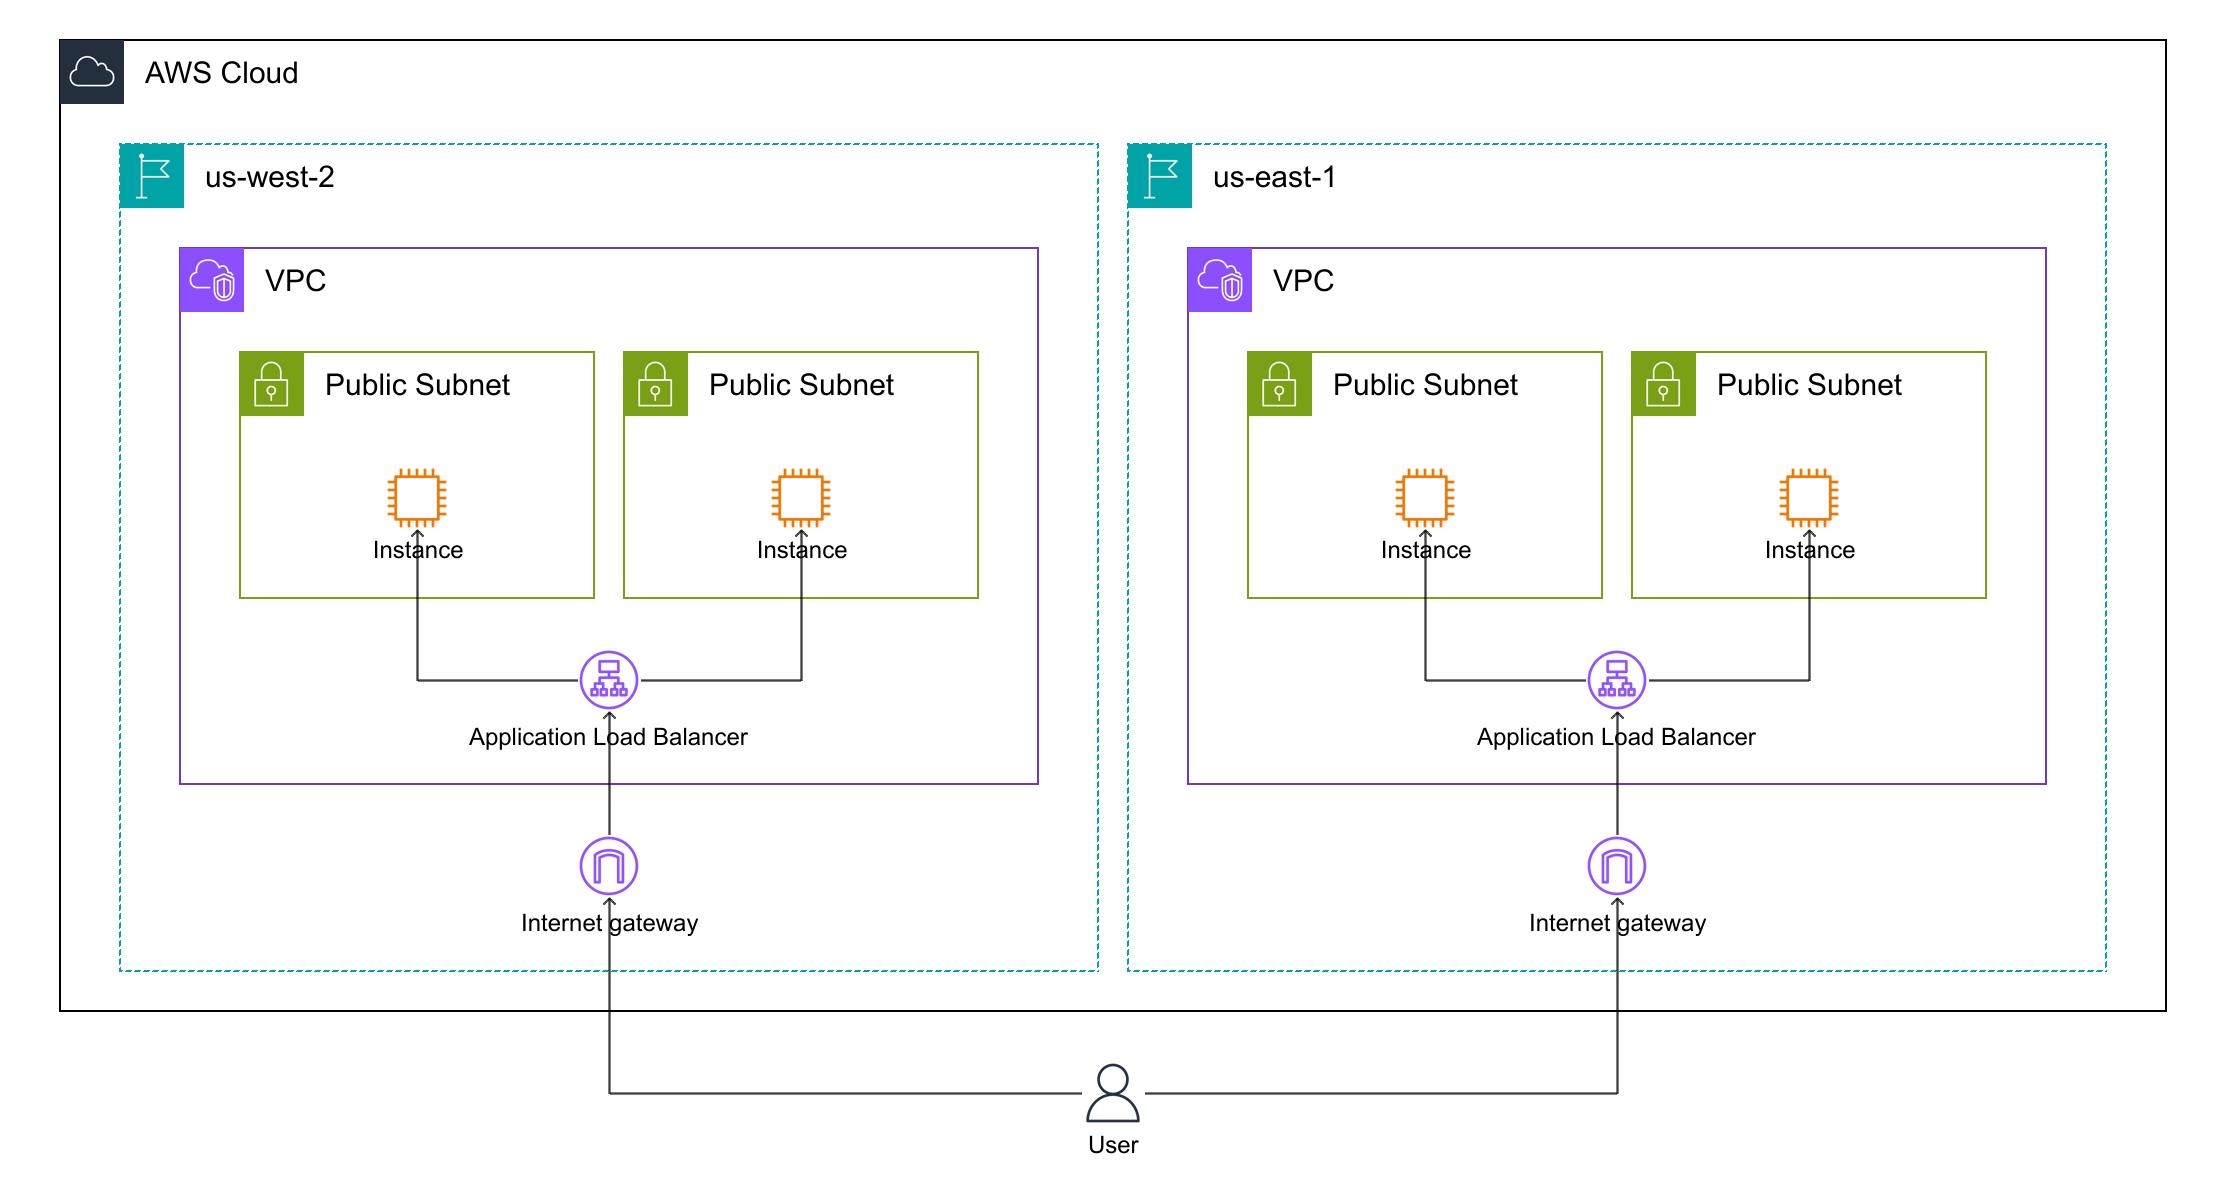 AWS Cloud
us-west-2
VPC
Public Subnet
Instance
Public Subnet
Instance
Application Load Balancer
Internet gateway
us-east-1
VPC
Public Subnet
Instance
Public Subnet
Instance
Application Load Balancer
Internet gateway
User